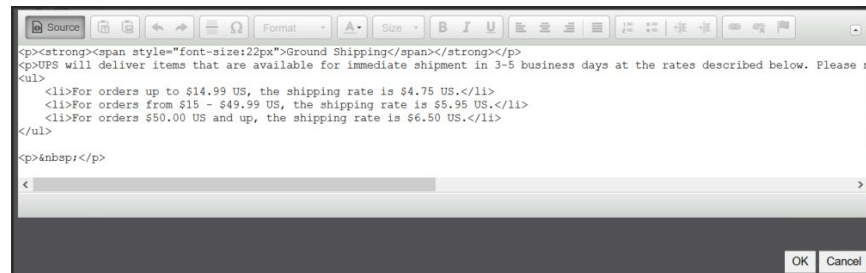 Source Format A Size B I U
<p><strong><span style="font-size:22px">Ground Shipping</span></strong></p>
<p>UPS will deliver items that are available for immediate shipment in 3-5 business days at the rates described below. Please
<ul>
<li>For orders up to $14.99 US, the shipping rate is $4.75 US.</li>
<li>For orders from $15 - $49.99 US, the shipping rate is $5.95 US.</li>
<li>For orders $50.00 US and up, the shipping rate is $6.50 US.</li>
</ul>
<p>&nbsp;</p>
OK Cancel